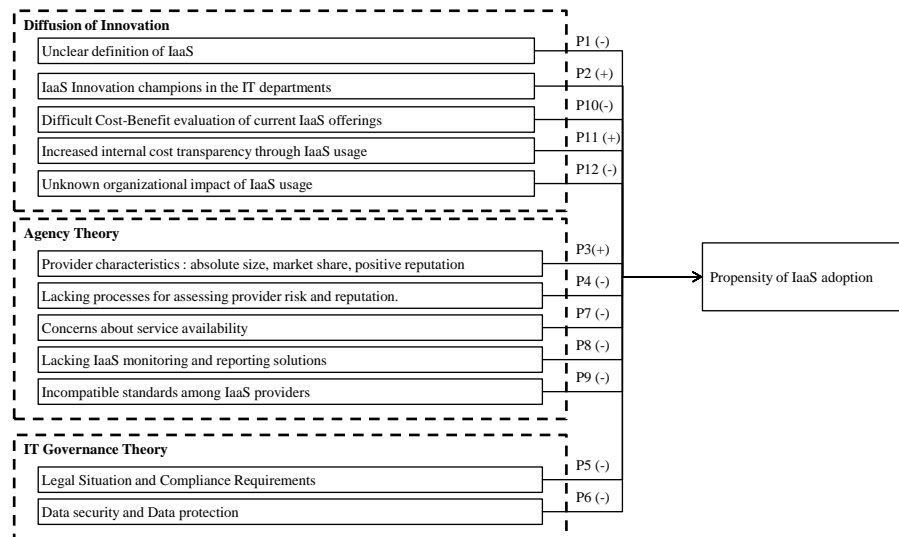 Diffusion of Innovation
Unclear definition of IaaS
P1 (-)
IaaS Innovation champions in the IT departments
P2 (+)
Difficult Cost-Benefit evaluation of current IaaS offerings
P10(-)
Increased internal cost transparency through IaaS usage
P11 (+)
Unknown organizational impact of IaaS usage
P12 (-)
Agency Theory
Provider characteristics : absolute size, market share, positive reputation
P3(+)
Lacking processes for assessing provider risk and reputation.
P4 (-)
Concerns about service availability
P7 (-)
Lacking IaaS monitoring and reporting solutions
P8 (-)
Incompatible standards among IaaS providers
P9 (-)
IT Governance Theory
Legal Situation and Compliance Requirements
P5 (-)
Data security and Data protection
P6 (-)
Propensity of IaaS adoption